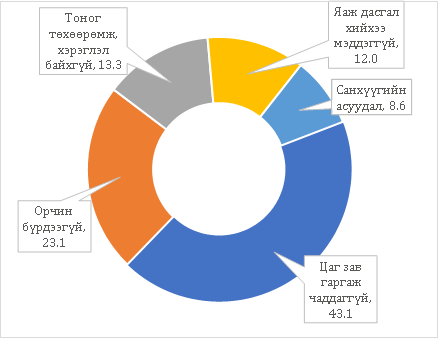 Тоног
төхөөрөмж,
хэрэглэл
байхгүй, 13.3
Яаж дасгал
хийхээ
мэддэггүй,
12.0
Санхүүгийн
асуудал, 8.6
Орчин
бүрдээгүй,
23.1
Цаг зав
гаргаж
чаддаггүй,
43.1